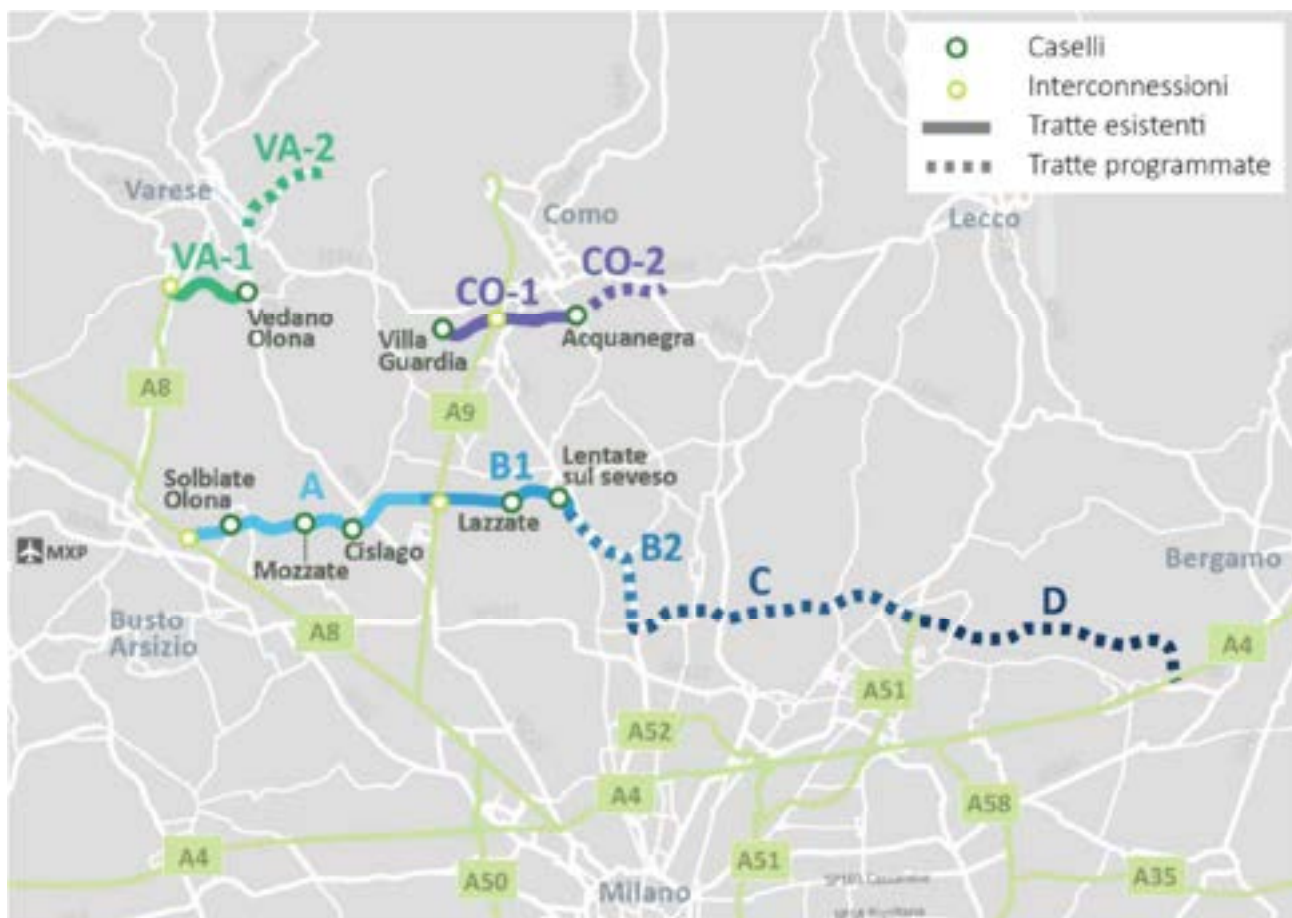 Caselli
Interconnessioni
Tratte esistenti
Tratte programmate
VA-2
Varese
Como
Lecco
VA-1
CO-1
CO-2
Vedano
Olona
Villa
Guardia
Acquanegra
A8
A9
Solbiate
Olona
A
B1
Lentate
sul seveso
MXP
Mozzate
Cislago
Lazzate
B2
C
D
Bergamo
Busto
Arsizio
A8
A51
A4
A52
A4
A58
A4
A50
Milano
A51
A35